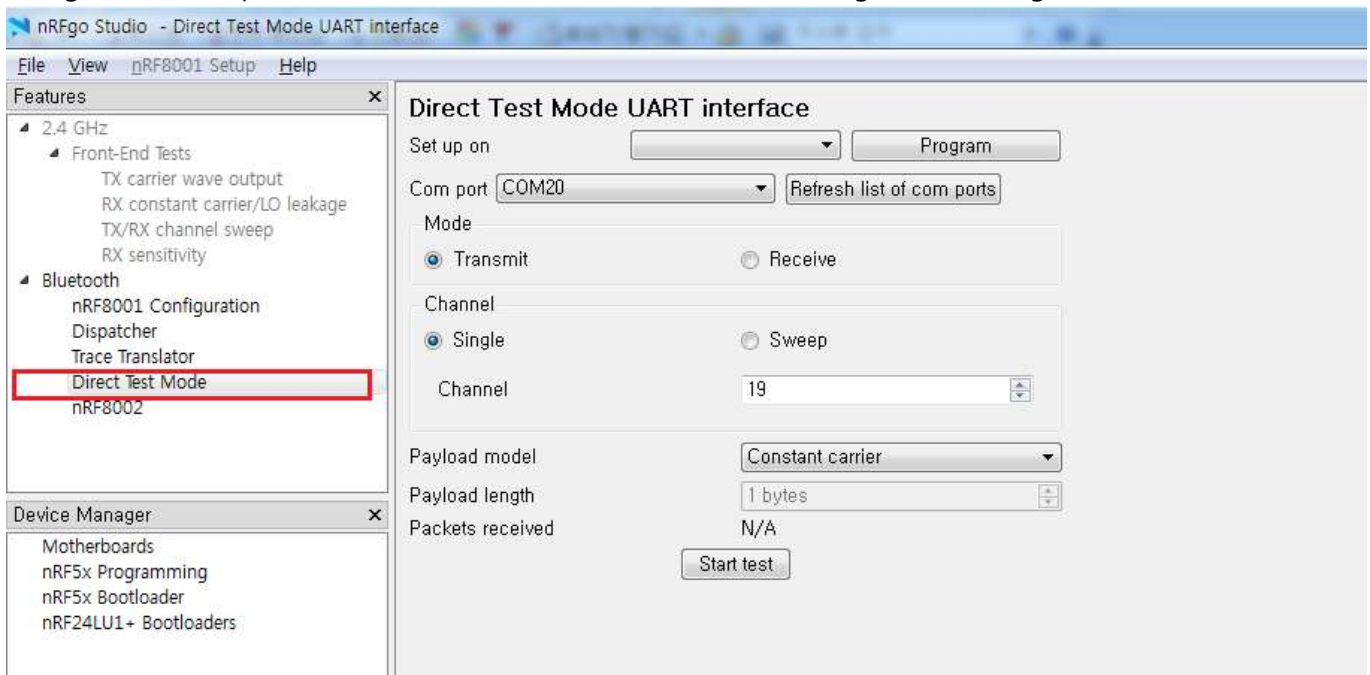 nRFgo Studio - Direct Test Mode UART interface
File View nRF8001 Setup Help
Features
2.4 GHz
Front-End Tests
TX carrier wave output
RX constant carrier/LO leakage
TX/RX channel sweep
RX sensitivity
Bluetooth
nRF8001 Configuration
Dispatcher
Trace Translator
Direct Test Mode
nRF8002
Device Manager
Motherboards
nRF5x Programming
nRF5x Bootloader
nRF24LU1+ Bootloaders
Direct Test Mode UART interface
Set up on Program
Com port COM20 Refresh list of com ports
Mode
Transmit Receive
Channel
Single Sweep
Channel 19
Payload model Constant carrier
Payload length 1 bytes
Packets received N/A
Start test